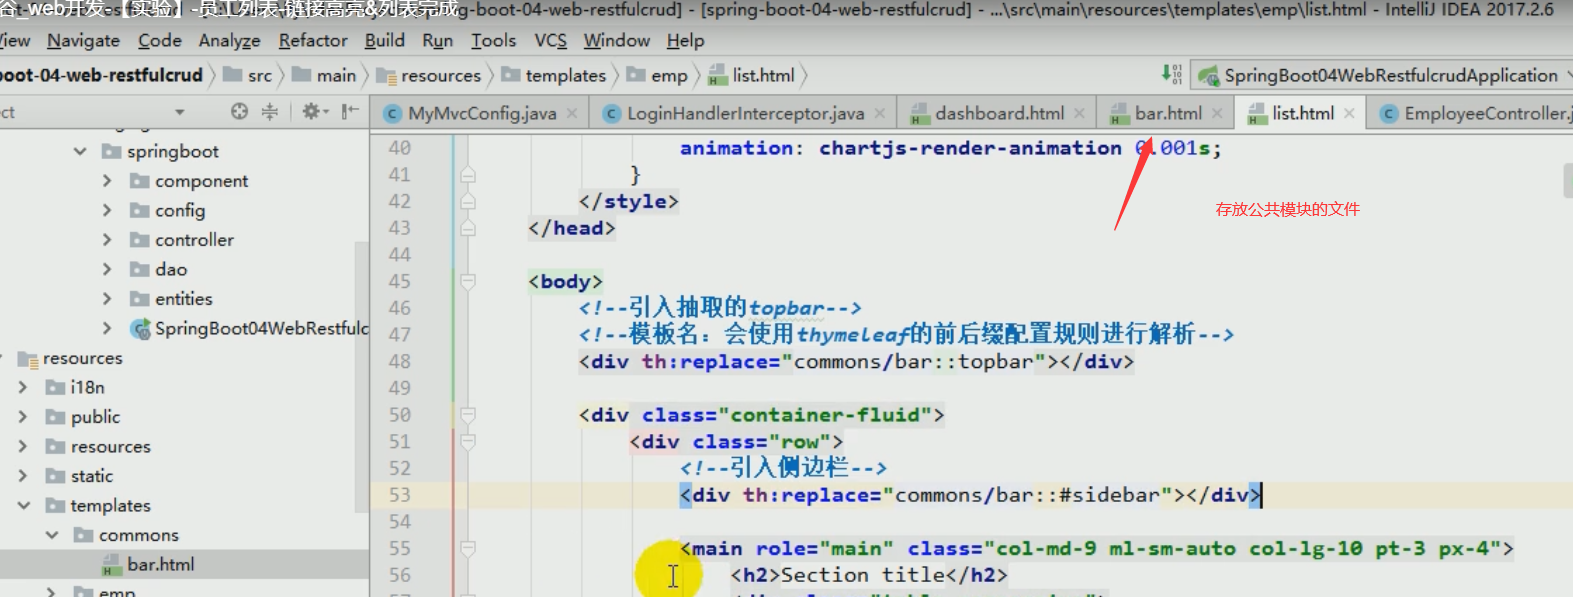 谷_web开发-【实验】-员工列表-链接高亮&列表完成
spring-boot-04-web-restfulcrud] - [spring-boot-04-web-restfulcrud] - ...\src\main\resources\templates\emp\list.html - IntelliJ IDEA 2017.2.6
View Navigate Code Analyze Refactor Build Run Tools VCS Window Help
boot-04-web-restfulcrud src main resources templates emp list.html SpringBoot04WebRestfulcrudApplication
MyMvcConfig.java LoginHandlerInterceptor.java dashboard.html bar.html list.html EmployeeController.j
springboot
component
config
controller
dao
entities
SpringBoot04WebRestfulc
resources
i18n
public
resources
static
templates
commons
bar.html
emp
40 animation: chartjs-render-animation 0.001s;
41 }
42 </style>
43 </head>
44
45 <body>
46 <!--引入抽取的topbar-->
47 <!--模板名：会使用thymeleaf的前后缀配置规则进行解析-->
48 <div th:replace="commons/bar::topbar"></div>
49
50 <div class="container-fluid">
51 <div class="row">
52 <!--引入侧边栏-->
53 <div th:replace="commons/bar::#sidebar"></div>
54
55 <main role="main" class="col-md-9 ml-sm-auto col-lg-10 pt-3 px-4">
56 <h2>Section title</h2>
存放公共模块的文件